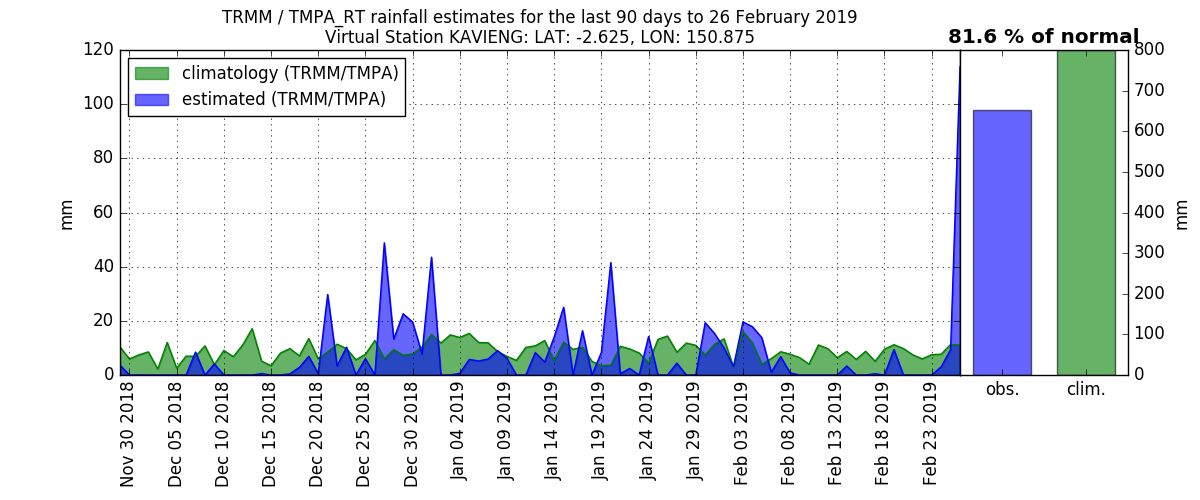 TRMM / TMPA_RT rainfall estimates for the last 90 days to 26 February 2019
Virtual Station KAVIENG: LAT: -2.625, LON: 150.875
81.6 % of normal
climatology (TRMM/TMPA)
estimated (TRMM/TMPA)
mm
120
100
80
60
40
20
0
Nov 30 2018
Dec 05 2018
Dec 10 2018
Dec 15 2018
Dec 20 2018
Dec 25 2018
Dec 30 2018
Jan 04 2019
Jan 09 2019
Jan 14 2019
Jan 19 2019
Jan 24 2019
Jan 29 2019
Feb 03 2019
Feb 08 2019
Feb 13 2019
Feb 18 2019
Feb 23 2019
obs.
clim.
800
700
600
500
400
300
200
100
0
mm